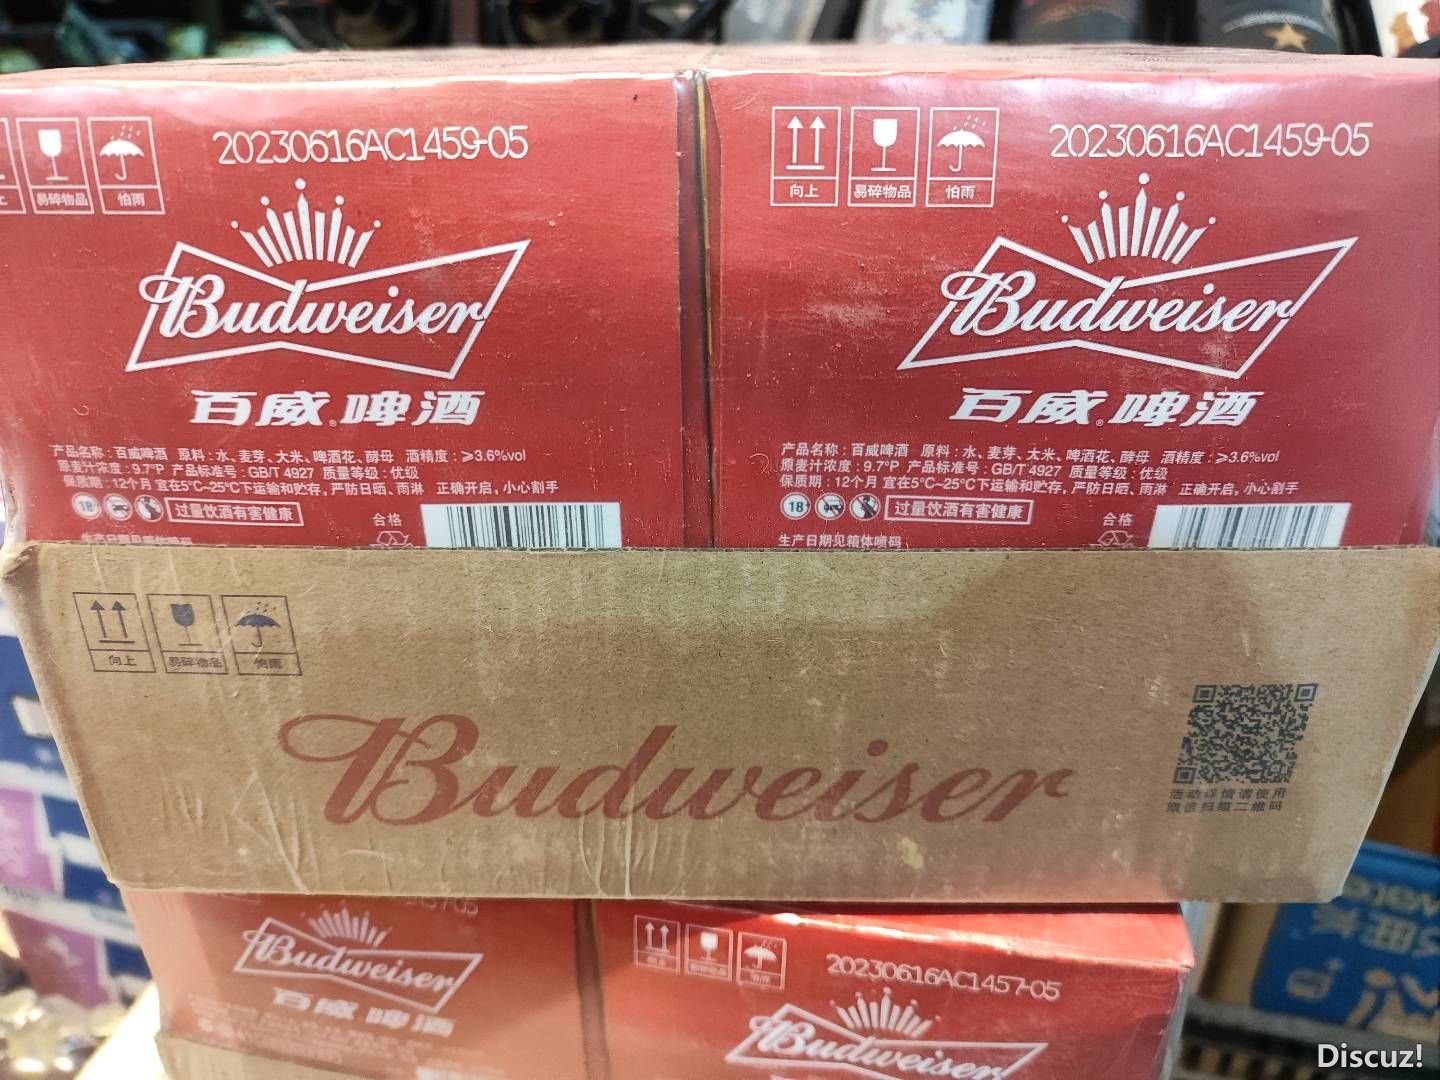 20230616AC1459-05
易碎物品
怕雨
Budweiser
百威啤酒
产品名称：百威啤酒 原料：水、麦芽、大米、啤酒花、酵母 酒精度：≥3.6%vol
原麦汁浓度：9.7°P 产品标准号：GB/T 4927 质量等级：优级
保质期：12个月 宜在5°C~25°C下运输和贮存，严防日晒、雨淋 正确开启，小心割手
18+
过量饮酒有害健康
合格
20230616AC1459-05
向上
易碎物品
怕雨
Budweiser
百威啤酒
产品名称：百威啤酒 原料：水、麦芽、大米、啤酒花、酵母 酒精度：≥3.6%vol
原麦汁浓度：9.7°P 产品标准号：GB/T 4927 质量等级：优级
保质期：12个月 宜在5°C~25°C下运输和贮存，严防日晒、雨淋 正确开启，小心割手
18+
过量饮酒有害健康
合格
生产日期见箱体喷码
向上
易碎物品
怕雨
Budweiser
活动详情请使用
微信扫描二维码
Budweiser
百威啤酒
20230616AC1457-05
Budweiser
Discuz!